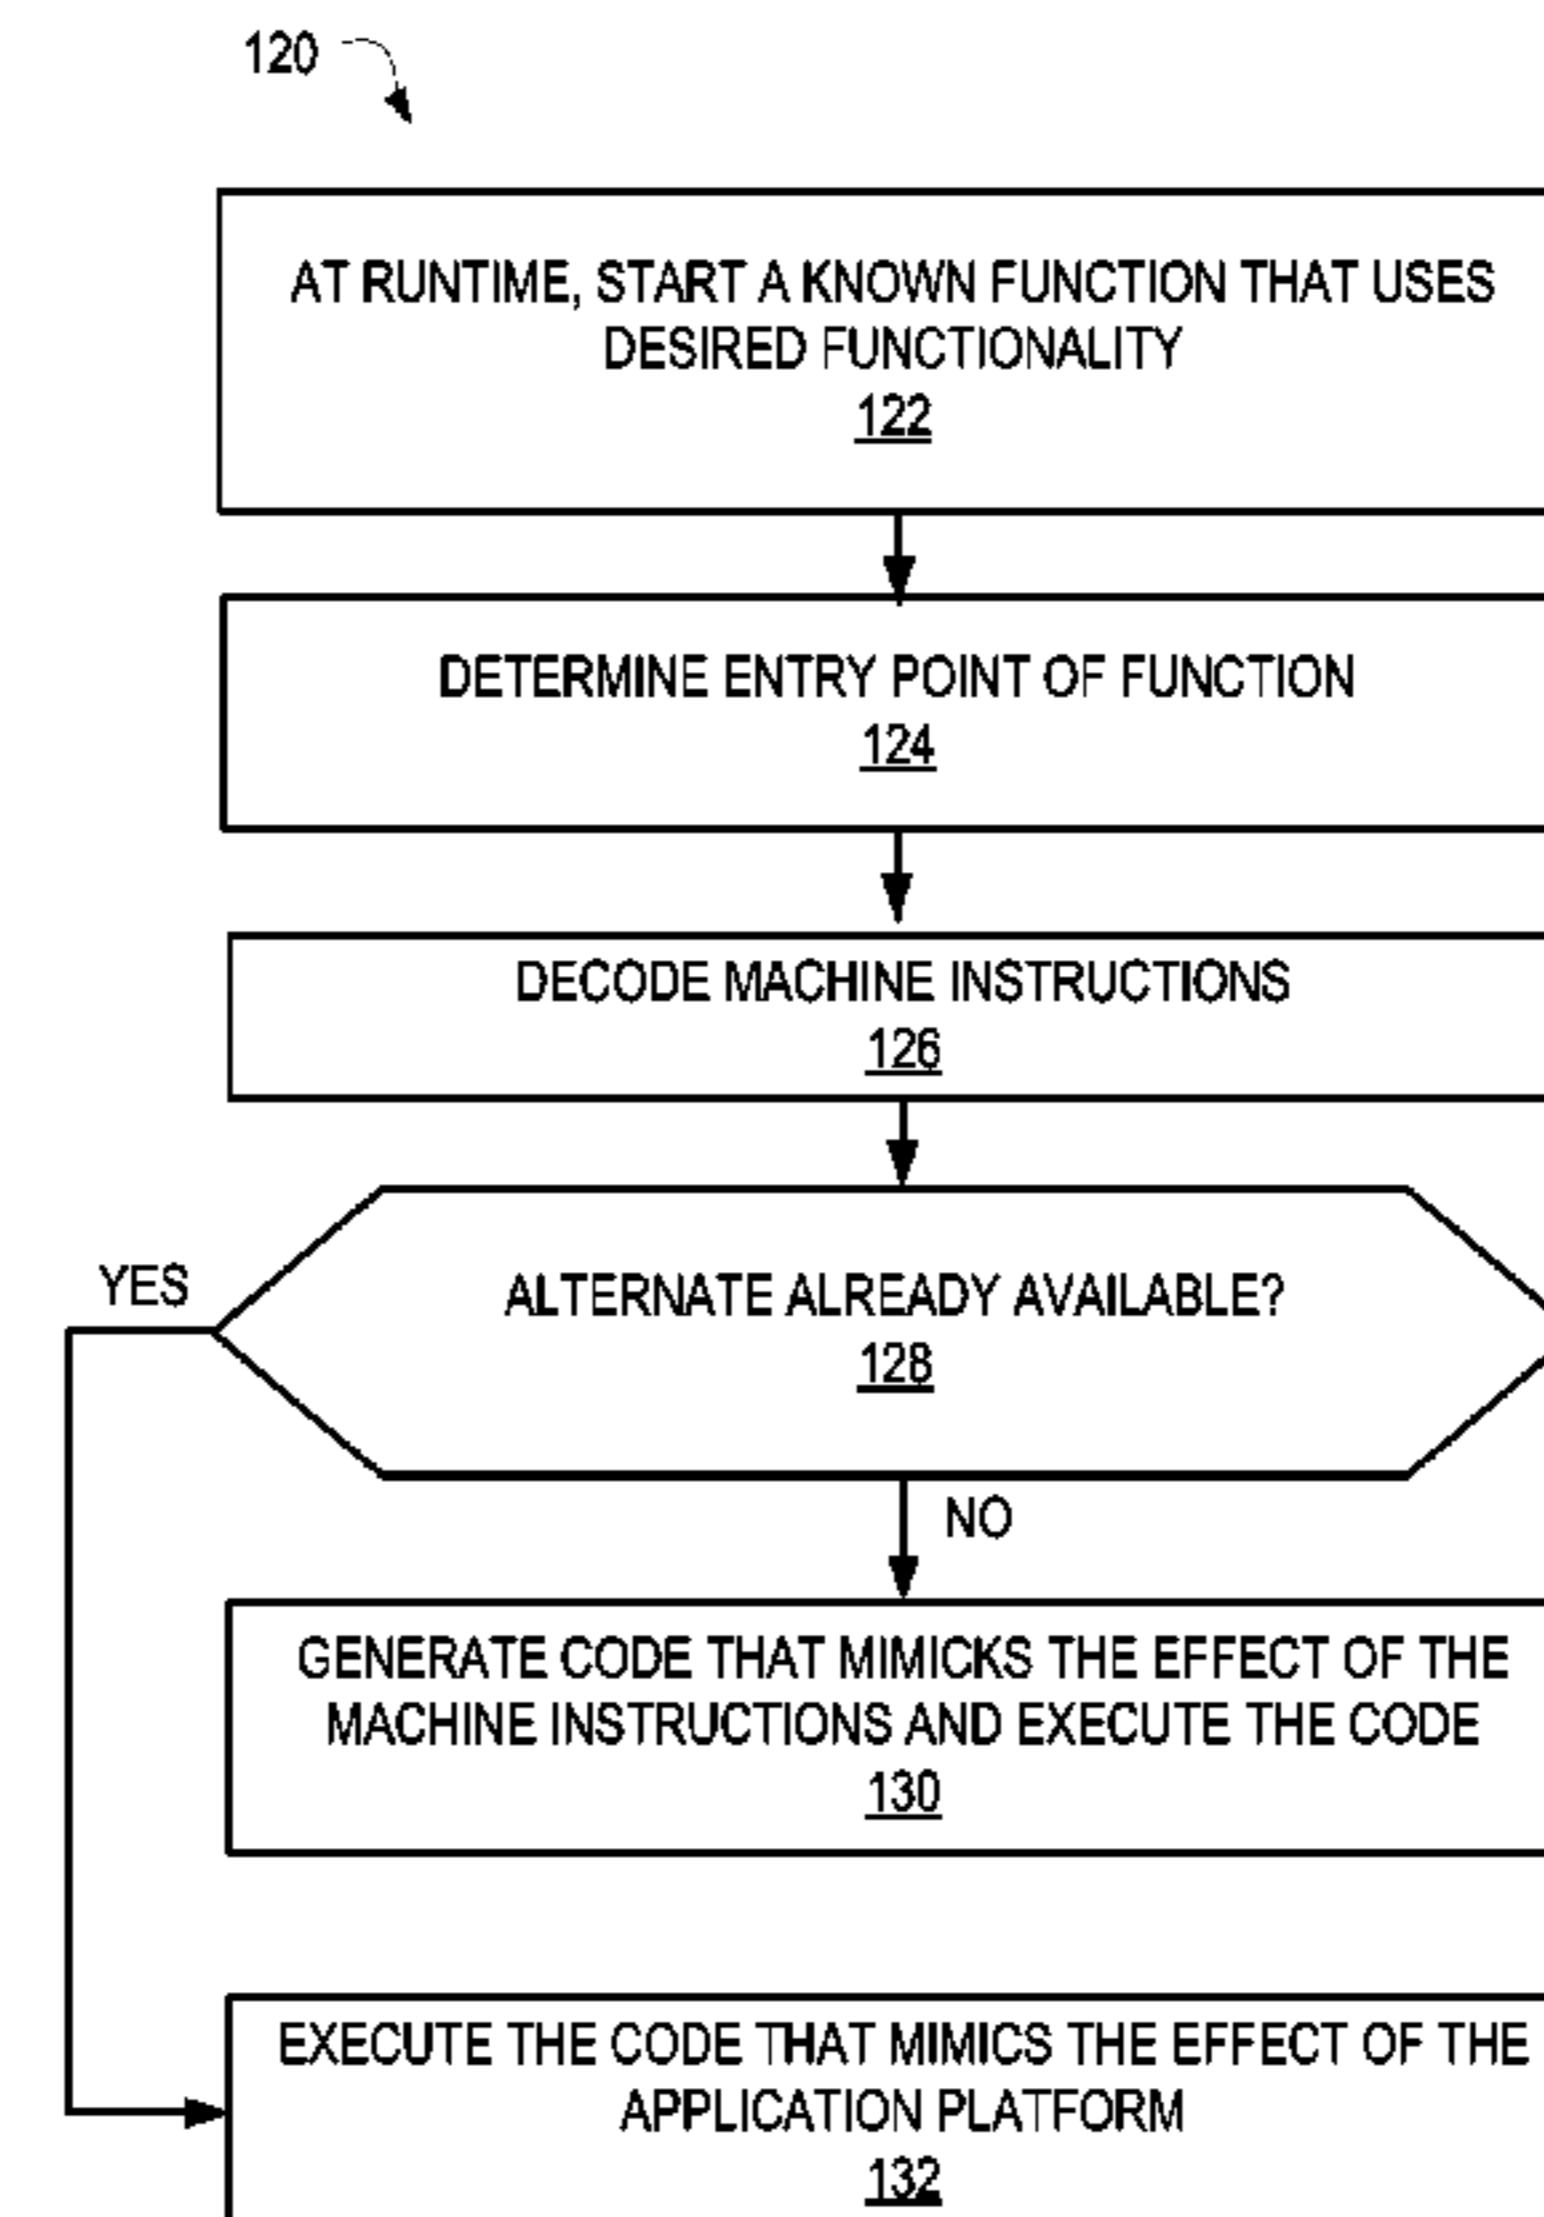 120
AT RUNTIME, START A KNOWN FUNCTION THAT USES
DESIRED FUNCTIONALITY
122
DETERMINE ENTRY POINT OF FUNCTION
124
DECODE MACHINE INSTRUCTIONS
126
YES
ALTERNATE ALREADY AVAILABLE?
128
NO
GENERATE CODE THAT MIMICKS THE EFFECT OF THE
MACHINE INSTRUCTIONS AND EXECUTE THE CODE
130
EXECUTE THE CODE THAT MIMICS THE EFFECT OF THE
APPLICATION PLATFORM
132